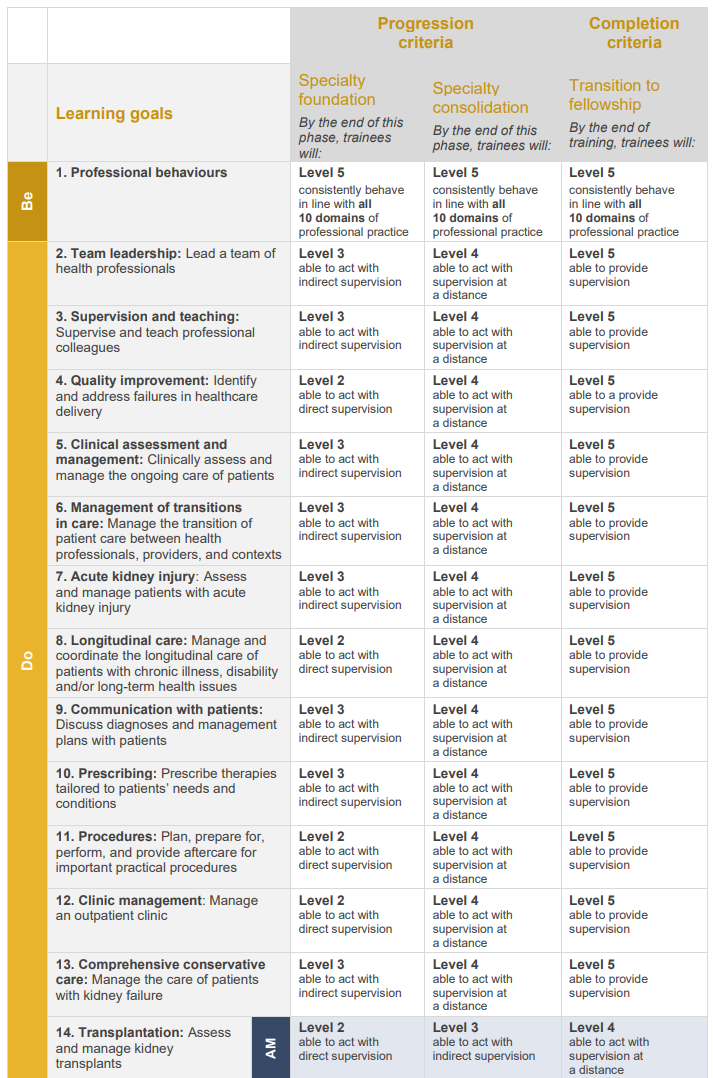 Progression
criteria
Completion
criteria
Learning goals
Specialty
foundation
By the end of this
phase, trainees
will:
Specialty
consolidation
By the end of this
phase, trainees will:
Transition to
fellowship
By the end of
training, trainees will:
Be
1. Professional behaviours
Level 5
consistently behave
in line with all
10 domains of
professional practice
Level 5
consistently behave
in line with all
10 domains of
professional practice
Level 5
consistently behave
in line with all
10 domains of
professional practice
Do
2. Team leadership: Lead a team of
health professionals
Level 3
able to act with
indirect supervision
Level 4
able to act with
supervision at
a distance
Level 5
able to provide
supervision
3. Supervision and teaching:
Supervise and teach professional
colleagues
Level 3
able to act with
indirect supervision
Level 4
able to act with
supervision at
a distance
Level 5
able to provide
supervision
4. Quality improvement: Identify
and address failures in healthcare
delivery
Level 2
able to act with
direct supervision
Level 4
able to act with
supervision at
a distance
Level 5
able to a provide
supervision
5. Clinical assessment and
management: Clinically assess and
manage the ongoing care of patients
Level 3
able to act with
indirect supervision
Level 4
able to act with
supervision at
a distance
Level 5
able to provide
supervision
6. Management of transitions
in care: Manage the transition of
patient care between health
professionals, providers, and contexts
Level 3
able to act with
indirect supervision
Level 4
able to act with
supervision at
a distance
Level 5
able to provide
supervision
7. Acute kidney injury: Assess
and manage patients with acute
kidney injury
Level 3
able to act with
indirect supervision
Level 4
able to act with
supervision at
a distance
Level 5
able to provide
supervision
8. Longitudinal care: Manage and
coordinate the longitudinal care of
patients with chronic illness, disability
and/or long-term health issues
Level 2
able to act with
direct supervision
Level 4
able to act with
supervision at
a distance
Level 5
able to provide
supervision
9. Communication with patients:
Discuss diagnoses and management
plans with patients
Level 3
able to act with
indirect supervision
Level 4
able to act with
supervision at
a distance
Level 5
able to provide
supervision
10. Prescribing: Prescribe therapies
tailored to patients' needs and
conditions
Level 3
able to act with
indirect supervision
Level 4
able to act with
supervision at
a distance
Level 5
able to provide
supervision
11. Procedures: Plan, prepare for,
perform, and provide aftercare for
important practical procedures
Level 2
able to act with
direct supervision
Level 4
able to act with
supervision at
a distance
Level 5
able to provide
supervision
12. Clinic management: Manage
an outpatient clinic
Level 2
able to act with
direct supervision
Level 4
able to act with
supervision at
a distance
Level 5
able to provide
supervision
13. Comprehensive conservative
care: Manage the care of patients
with kidney failure
Level 3
able to act with
indirect supervision
Level 4
able to act with
supervision at
a distance
Level 5
able to provide
supervision
14. Transplantation: Assess
and manage kidney
transplants
AM
Level 2
able to act with
direct supervision
Level 3
able to act with
indirect supervision
Level 4
able to act with
supervision at
a distance